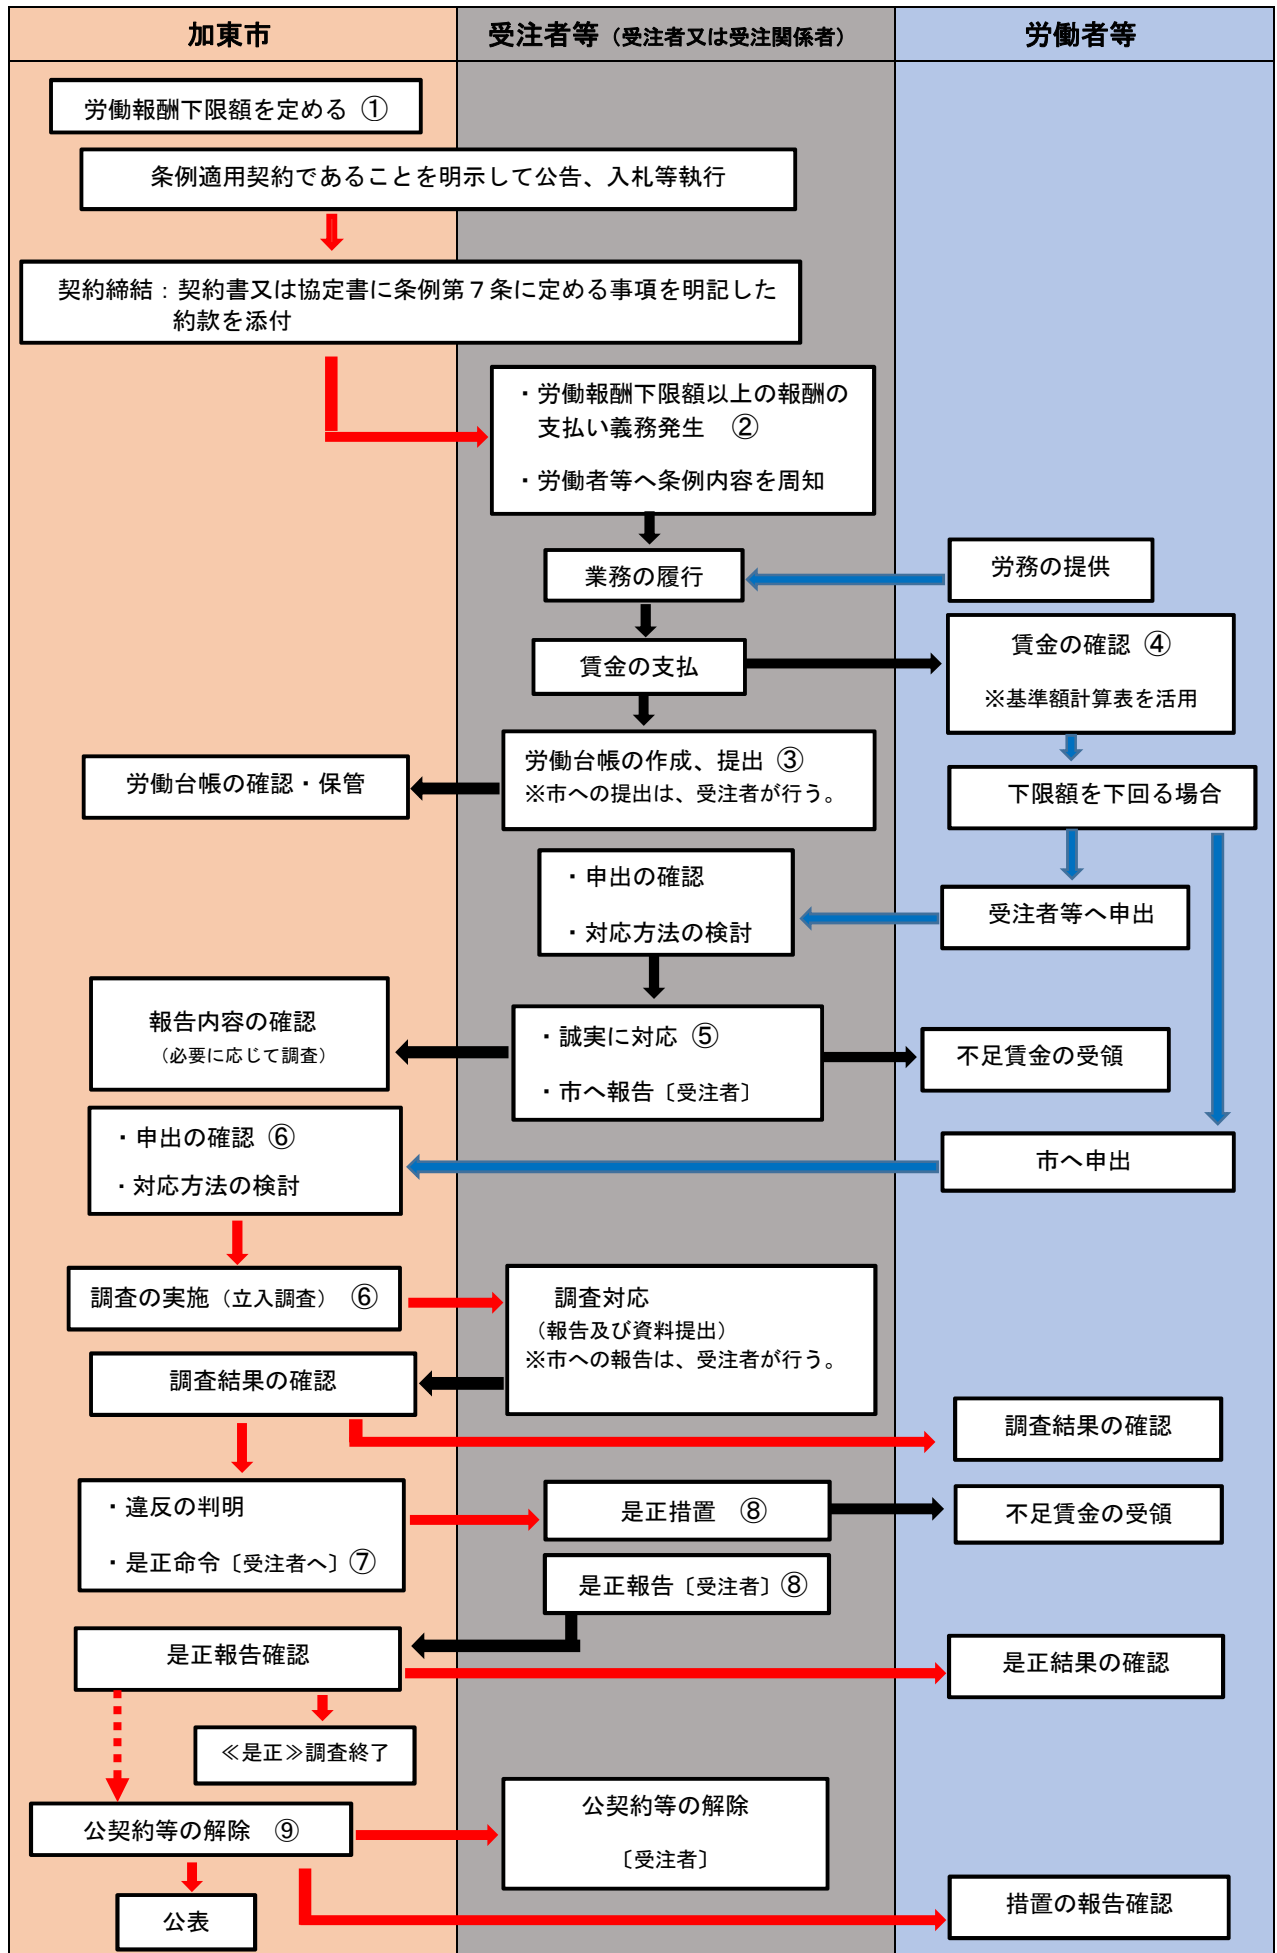 加東市
受注者等（受注者又は受注関係者）
労働者等
労働報酬下限額を定める ①
条例適用契約であることを明示して公告、入札等執行
契約締結：契約書又は協定書に条例第７条に定める事項を明記した
約款を添付
・労働報酬下限額以上の報酬の
支払い義務発生 ②
・労働者等へ条例内容を周知
業務の履行
労務の提供
賃金の支払
賃金の確認 ④
※基準額計算表を活用
労働台帳の作成、提出 ③
※市への提出は、受注者が行う。
労働台帳の確認・保管
下限額を下回る場合
・申出の確認
・対応方法の検討
受注者等へ申出
報告内容の確認
（必要に応じて調査）
・誠実に対応 ⑤
・市へ報告〔受注者〕
不足賃金の受領
・申出の確認 ⑥
・対応方法の検討
市へ申出
調査の実施（立入調査） ⑥
調査対応
（報告及び資料提出）
※市への報告は、受注者が行う。
調査結果の確認
調査結果の確認
・違反の判明
・是正命令〔受注者へ〕⑦
是正措置 ⑧
不足賃金の受領
是正報告〔受注者〕⑧
是正報告確認
是正結果の確認
≪是正≫調査終了
公契約等の解除 ⑨
公契約等の解除
〔受注者〕
公表
措置の報告確認